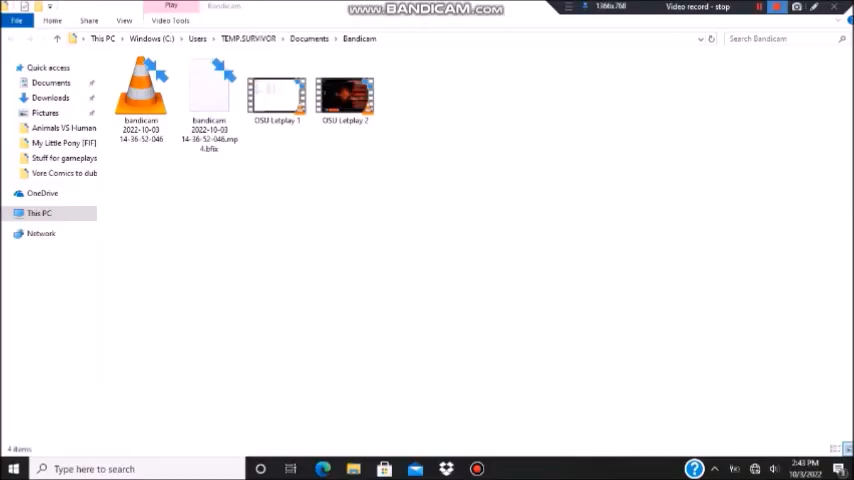 Play
Bandicam
www.BANDICAM.com
1366x768
Video record - stop
File
Home
Share
View
Video Tools
This PC
Windows (C:)
Users
TEMP.SURVIVOR
Documents
Bandicam
Search Bandicam
Quick access
Documents
Downloads
Pictures
Animals VS Human
My Little Pony [FIF]
Stuff for gameplays
Vore Comics to dub
OneDrive
This PC
Network
bandicam
2022-10-03
14-36-52-046
bandicam
2022-10-03
14-36-52-046.mp
4.bfix
OSU Letplay 1
OSU Letplay 2
4 items
Type here to search
2:43 PM
10/3/2022